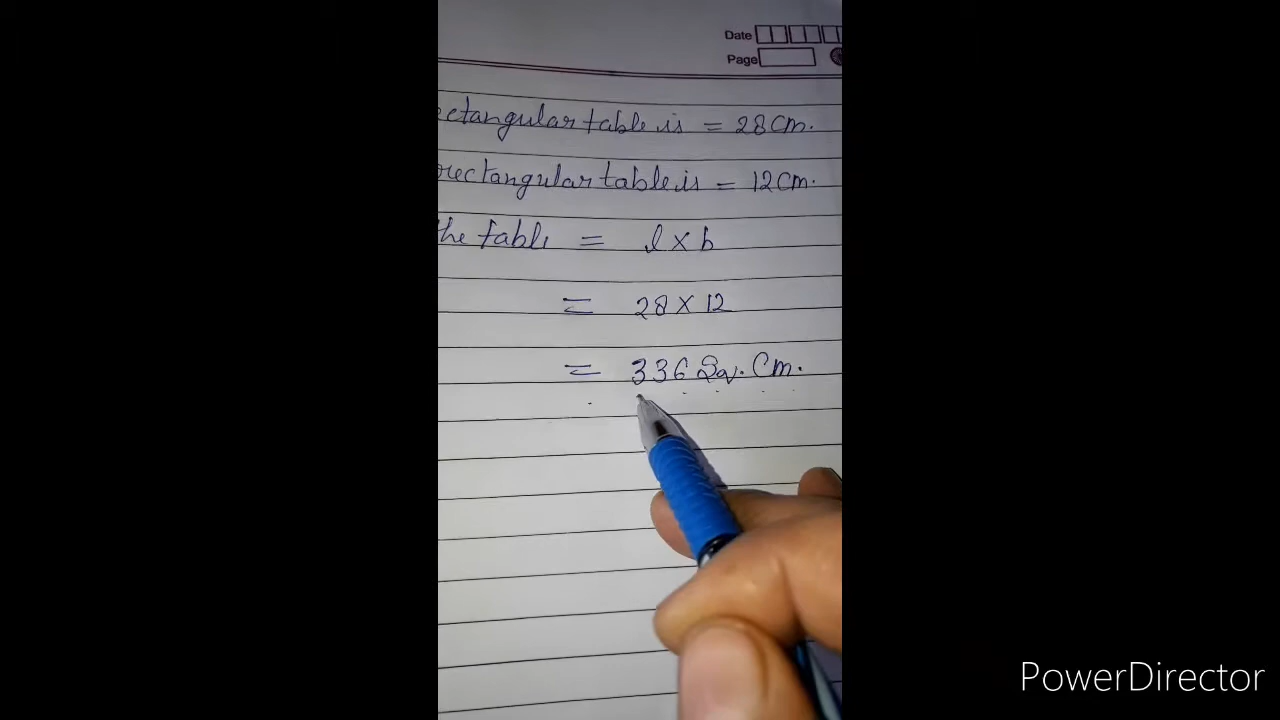 Date
Page
ectangular table is = 28 cm.
rectangular table is = 12 cm.
the table = l × b
= 28 × 12
= 336 Sq. Cm.
PowerDirector